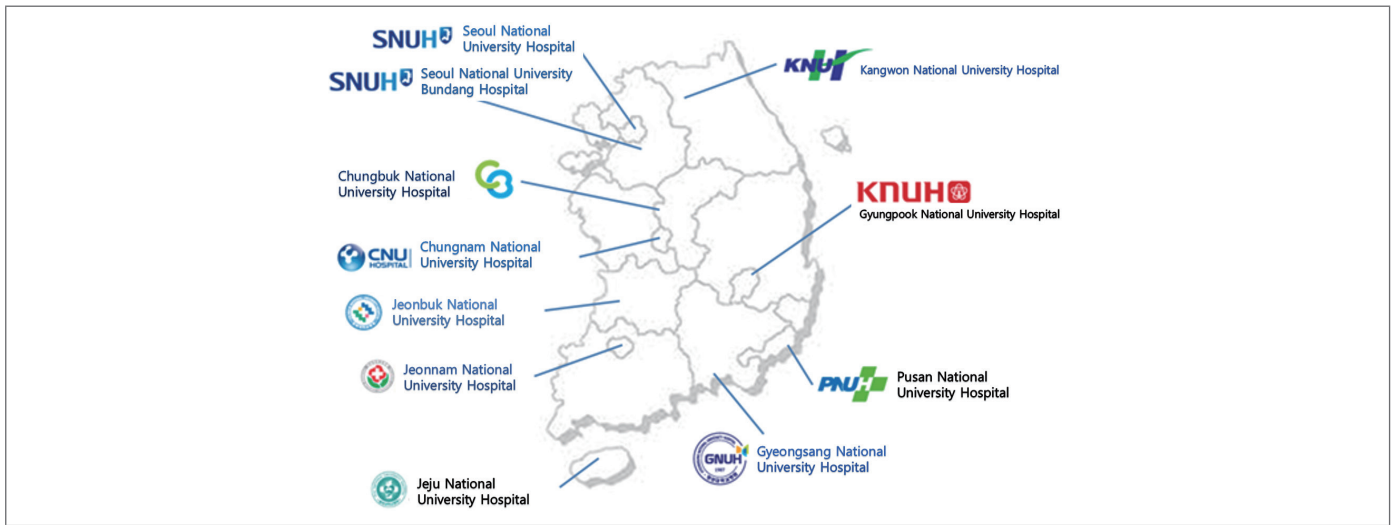 SNUH
Seoul National
University Hospital
SNUH
Seoul National University
Bundang Hospital
KNUH
Kangwon National University Hospital
Chungbuk National
University Hospital
KNUH
Gyungpook National University Hospital
CNU
HOSPITAL
Chungnam National
University Hospital
Jeonbuk National
University Hospital
Jeonnam National
University Hospital
PNUH
Pusan National
University Hospital
GNUH
Gyeongsang National
University Hospital
Jeju National
University Hospital